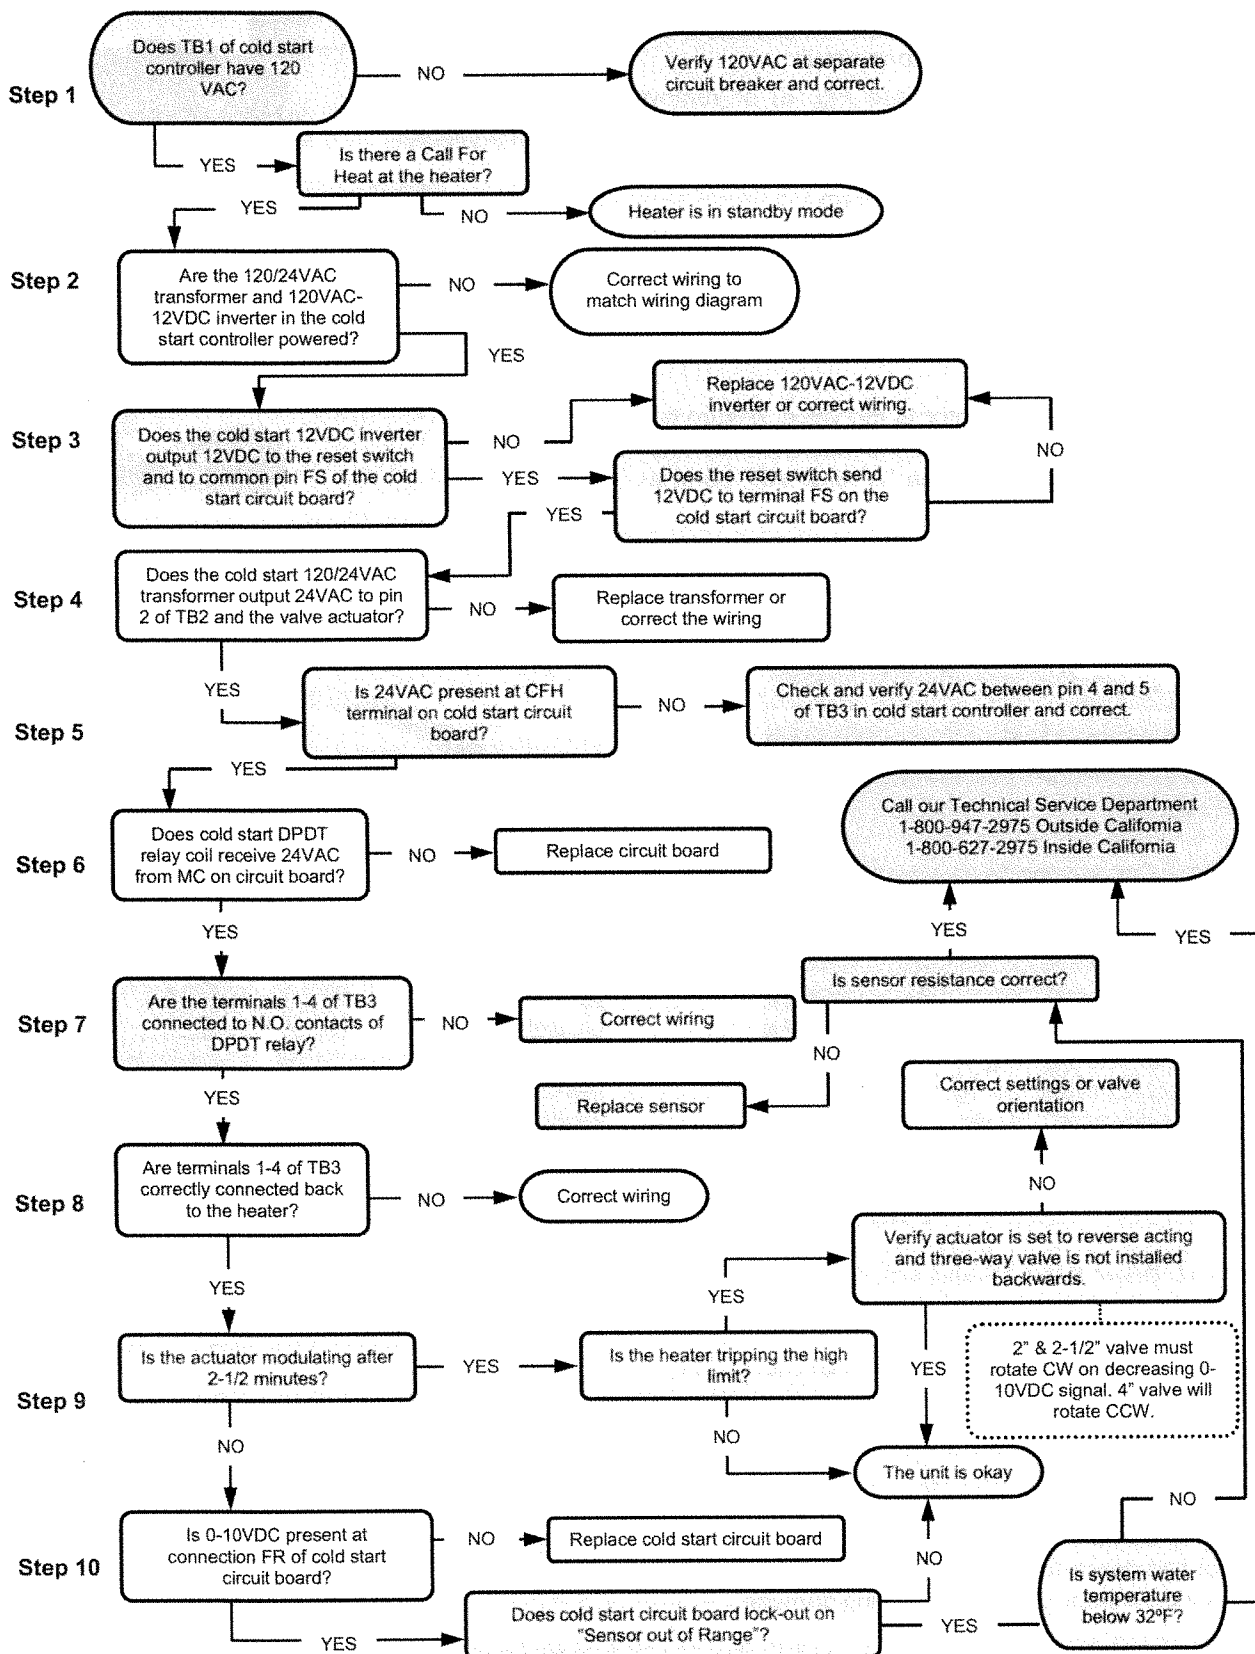 Does TB1 of cold start
controller have 120
VAC?
NO
Verify 120VAC at separate
circuit breaker and correct.
Step 1
YES
Is there a Call For
Heat at the heater?
YES
NO
Heater is in standby mode
Step 2
Are the 120/24VAC
transformer and 120VAC-
12VDC inverter in the cold
start controller powered?
NO
Correct wiring to
match wiring diagram
YES
Replace 120VAC-12VDC
inverter or correct wiring.
Step 3
Does the cold start 12VDC inverter
output 12VDC to the reset switch
and to common pin FS of the cold
start circuit board?
NO
NO
YES
Does the reset switch send
12VDC to terminal FS on the
cold start circuit board?
YES
Step 4
Does the cold start 120/24VAC
transformer output 24VAC to pin
2 of TB2 and the valve actuator?
NO
Replace transformer or
correct the wiring
YES
Step 5
Is 24VAC present at CFH
terminal on cold start circuit
board?
NO
Check and verify 24VAC between pin 4 and 5
of TB3 in cold start controller and correct.
YES
Call our Technical Service Department
1-800-947-2975 Outside California
1-800-627-2975 Inside California
Step 6
Does cold start DPDT
relay coil receive 24VAC
from MC on circuit board?
NO
Replace circuit board
YES
YES
YES
Is sensor resistance correct?
Step 7
Are the terminals 1-4 of TB3
connected to N.O. contacts of
DPDT relay?
NO
Correct wiring
NO
YES
Replace sensor
Correct settings or valve
orientation
Step 8
Are terminals 1-4 of TB3
correctly connected back
to the heater?
NO
Correct wiring
NO
Verify actuator is set to reverse acting
and three-way valve is not installed
backwards.
YES
YES
2" & 2-1/2" valve must
rotate CW on decreasing 0-
10VDC signal. 4" valve will
rotate CCW.
Step 9
Is the actuator modulating after
2-1/2 minutes?
YES
Is the heater tripping the high
limit?
YES
NO
NO
The unit is okay
NO
Step 10
Is 0-10VDC present at
connection FR of cold start
circuit board?
NO
Replace cold start circuit board
NO
Is system water
temperature
below 32ºF?
YES
Does cold start circuit board lock-out on
"Sensor out of Range"?
YES